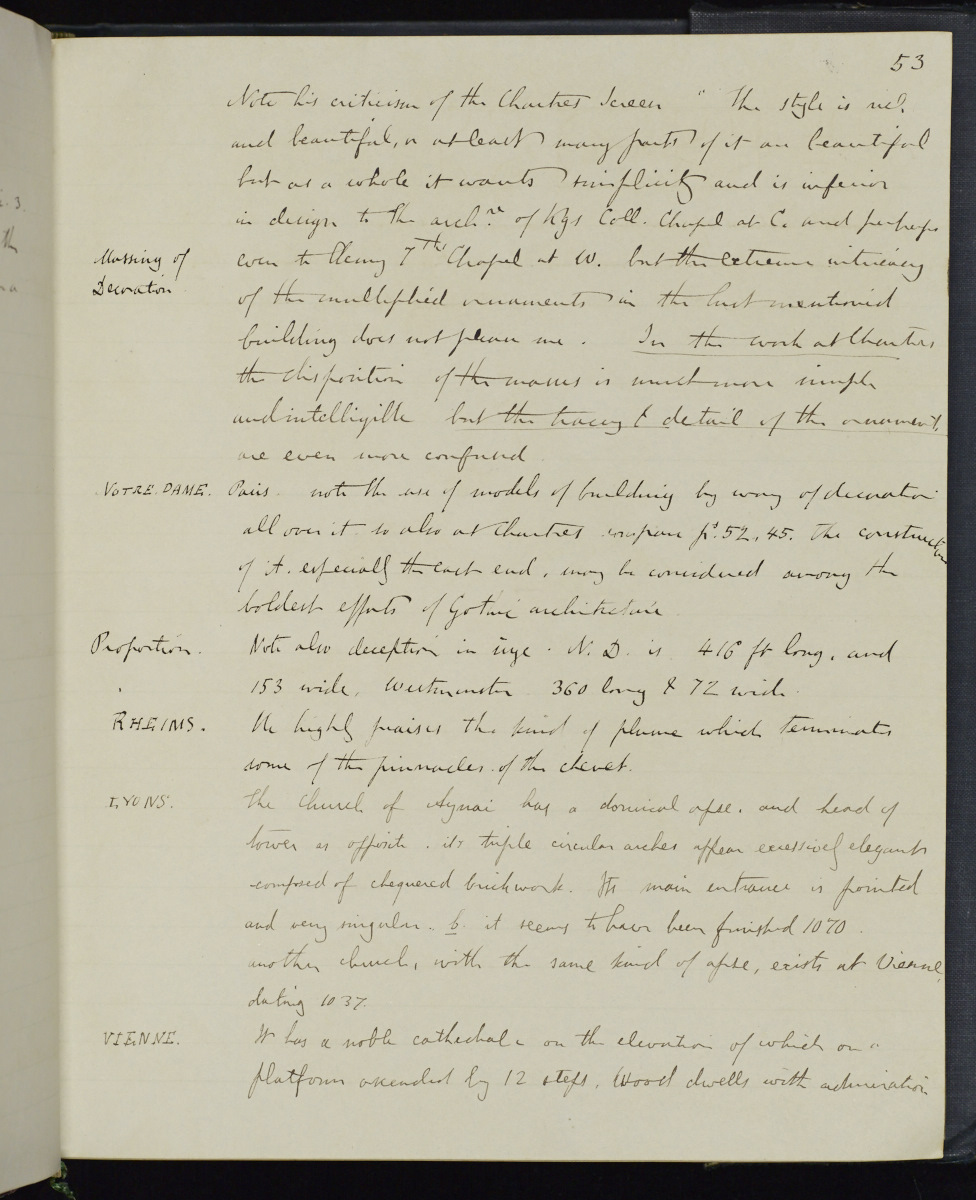 53
Note his criticism of the Chartres Screen " the style is rich
and beautiful, or at least many parts of it are beautiful
but as a whole it wants simplicity and is inferior
in design to the archre of Kgs Coll. Chapel at C. and perhaps
Massing of Decoration
even to Henry 7ths Chapel at W. but the extreme intricacy
of the multiplied ornaments in the last mentioned
building does not please me. In the work at Chartres
the disposition of the masses is much more simple
and intelligible but the tracery & detail of the ornaments,
are even more confused
NOTRE DAME. Paris. note the use of models of building by way of decoration
all over it so also at Chartres compare ps. 52, 45. the construction
of it. especially the east end, may be considered among the
boldest efforts of Gothic architecture
Proportion. Note also deception in size. N. D. is 416 ft long, and
153 wide, Westminster 360 long & 72 wide.
RHEIMS. He highly praises the kind of plume which terminates
some of the pinnacles of the chevet.
LYONS. the church of Aynai has a domical apse. and head of
tower as opposite. its triple circular arches appear excessively elegant
composed of chequered brickwork. Its main entrance is pointed
and very singular. b. it seems to have been finished 1070.
another church, with the same kind of apse, exists at Vienne,
dating 1037.
VIENNE. It has a noble cathedral on the elevation of which on a
platform ascended by 12 steps. Wood dwells with admiration